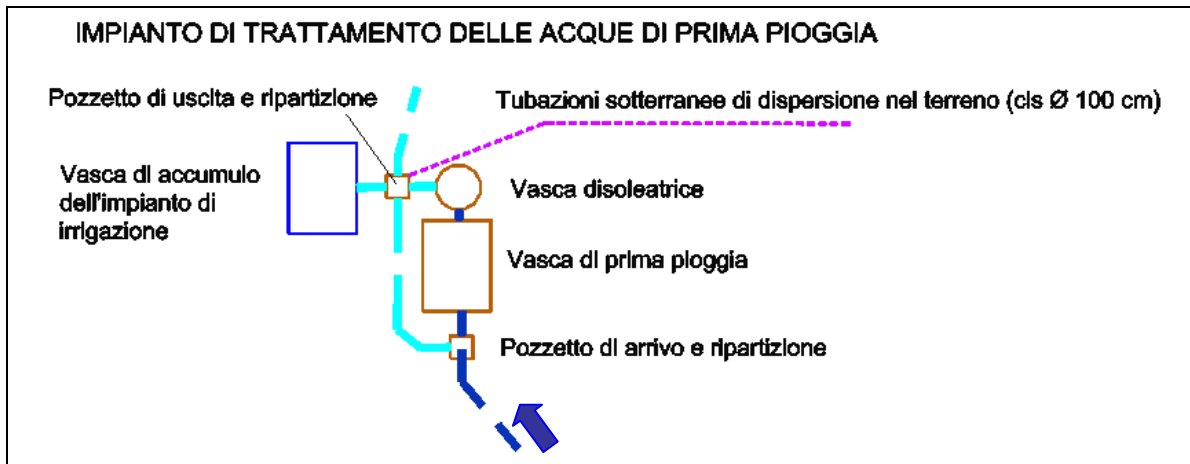 IMPIANTO DI TRATTAMENTO DELLE ACQUE DI PRIMA PIOGGIA
Pozzetto di uscita e ripartizione
Tubazioni sotterranee di dispersione nel terreno (cls Ø 100 cm)
Vasca di accumulo
dell'impianto di
irrigazione
Vasca disoleatrice
Vasca di prima pioggia
Pozzetto di arrivo e ripartizione